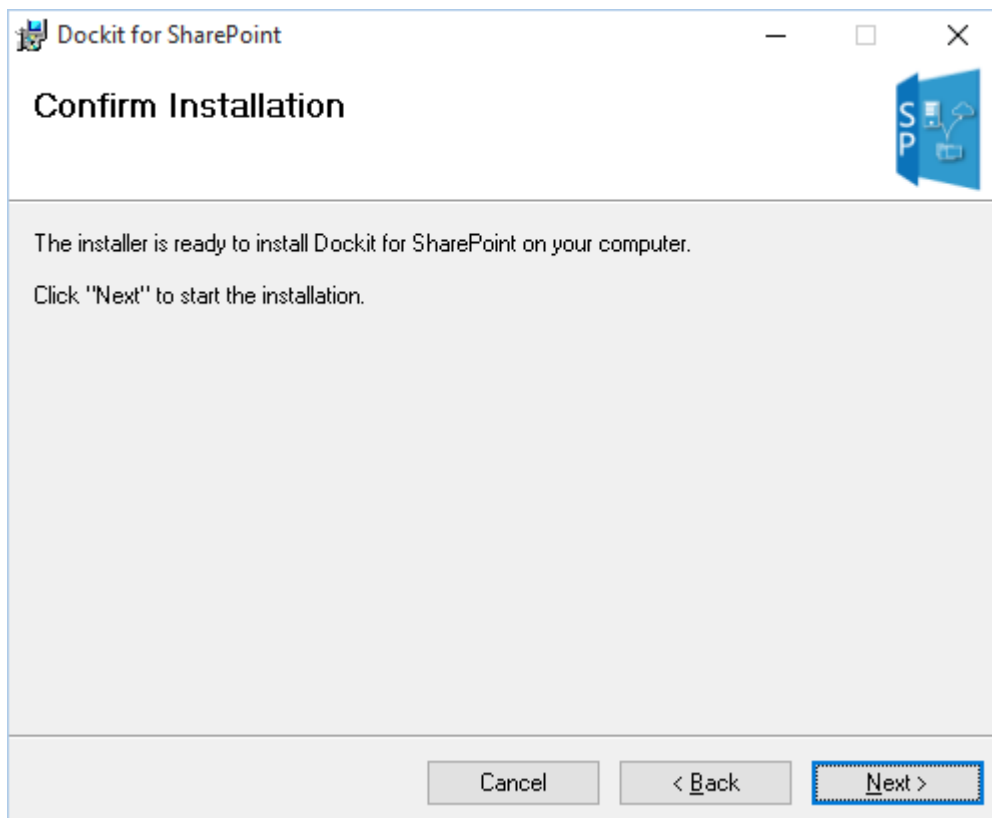 Dockit for SharePoint
Confirm Installation
S
P
The installer is ready to install Dockit for SharePoint on your computer.
Click "Next" to start the installation.
Cancel
< Back
Next >